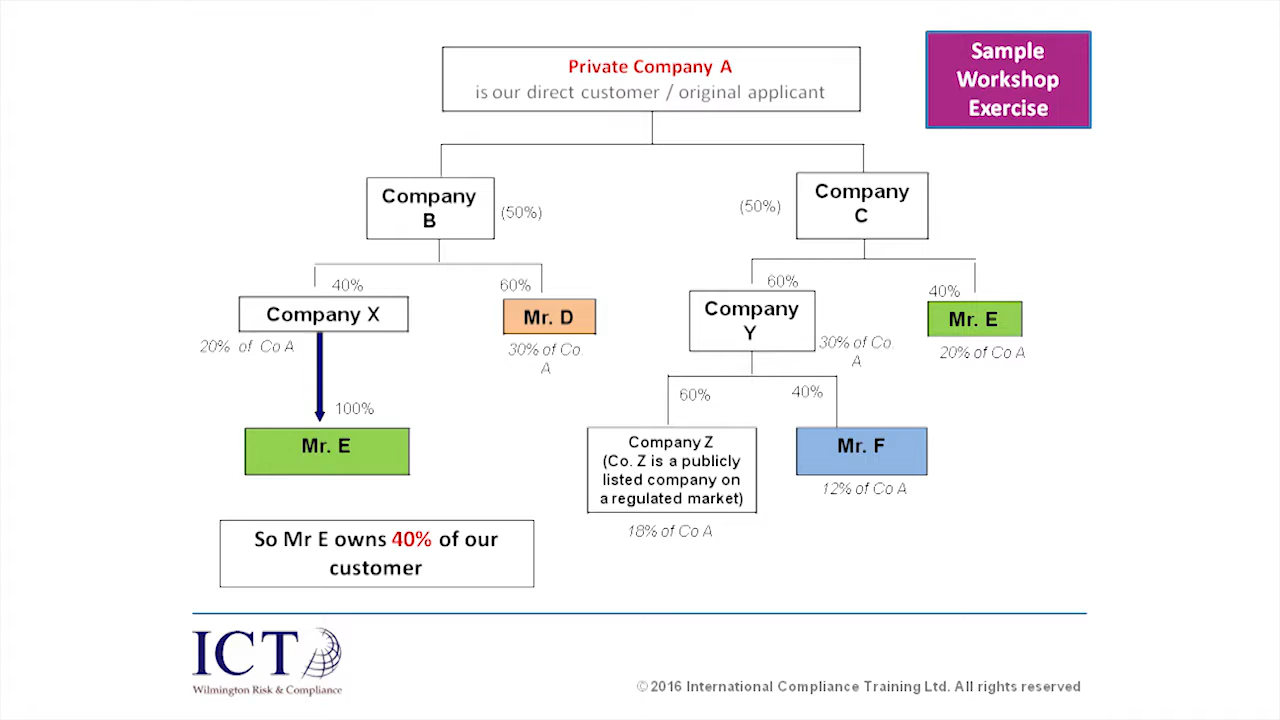 Private Company A
is our direct customer / original applicant
Sample
Workshop
Exercise
Company
B
(50%)
(50%)
Company
C
40%
60%
60%
40%
Company X
Mr. D
Company
Y
Mr. E
20% of Co A
30% of Co.
A
30% of Co.
A
20% of Co A
100%
60%
40%
Mr. E
Company Z
(Co. Z is a publicly
listed company on
a regulated market)
Mr. F
12% of Co A
18% of Co A
So Mr E owns 40% of our
customer
ICT
Wilmington Risk & Compliance
©2016 International Compliance Training Ltd. All rights reserved